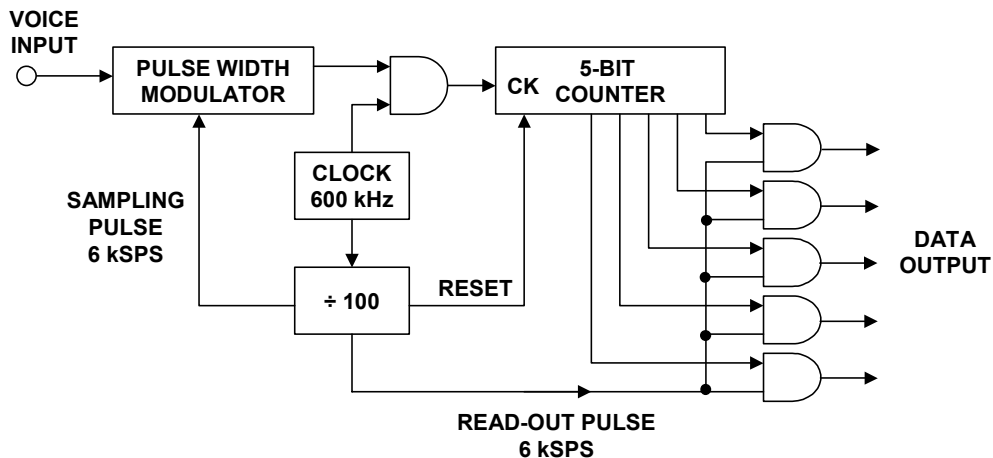 VOICE
INPUT
PULSE WIDTH
MODULATOR
CK
5-BIT
COUNTER
CLOCK
600 kHz
SAMPLING
PULSE
6 kSPS
÷ 100
RESET
DATA
OUTPUT
READ-OUT PULSE
6 kSPS